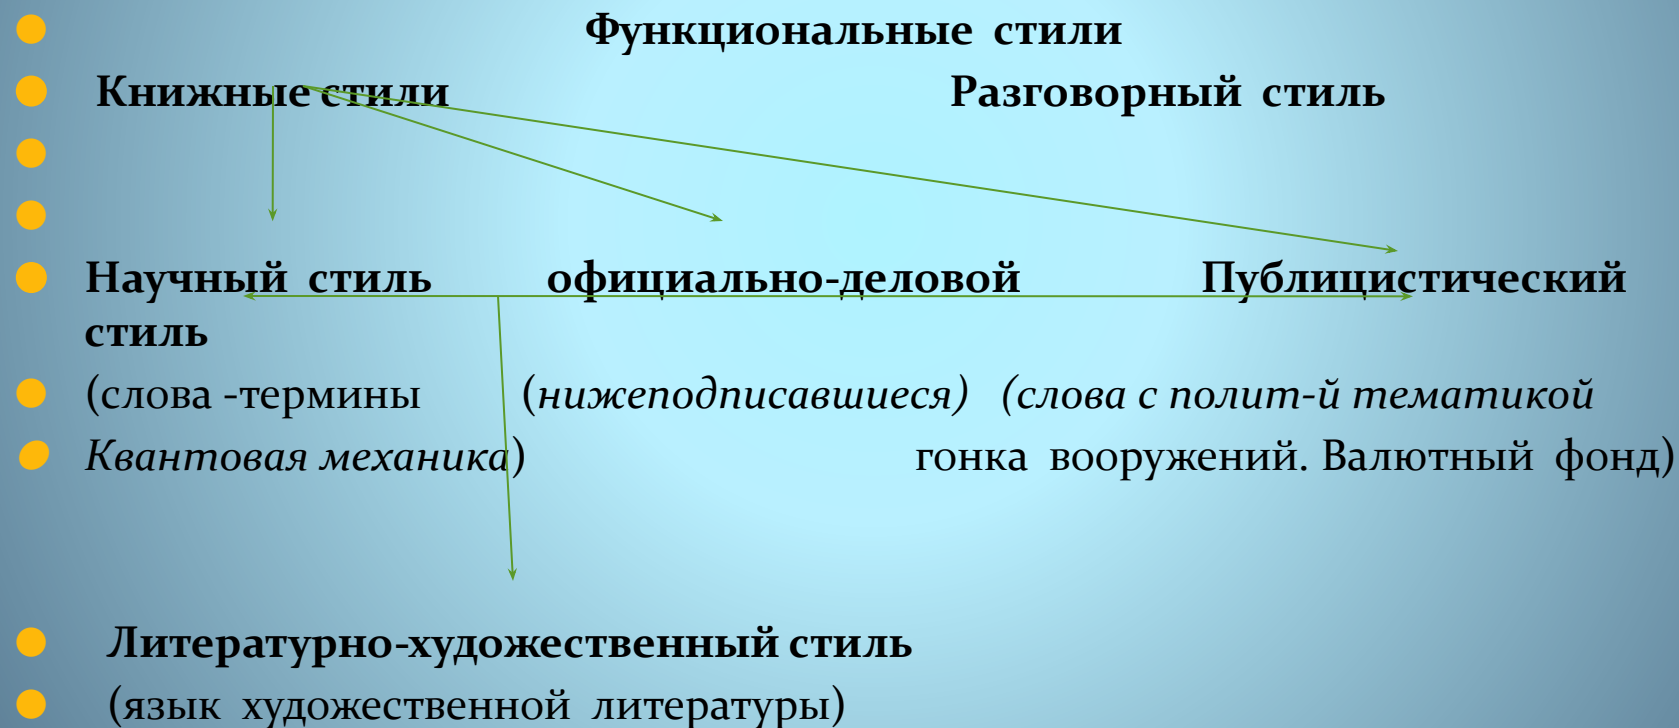 Функциональные стили
Книжные стили Разговорный стиль
Научный стиль официально-деловой Публицистический
стиль
(слова -термины (нижеподписавшиеся) (слова с полит-й тематикой
Квантовая механика) гонка вооружений. Валютный фонд)
Литературно-художественный стиль
(язык художественной литературы)